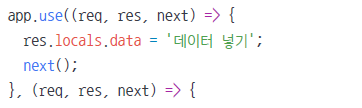 app.use((req, res, next) => {
  res.locals.data = '데이터 넣기';
  next();
}, (req, res, next) => {